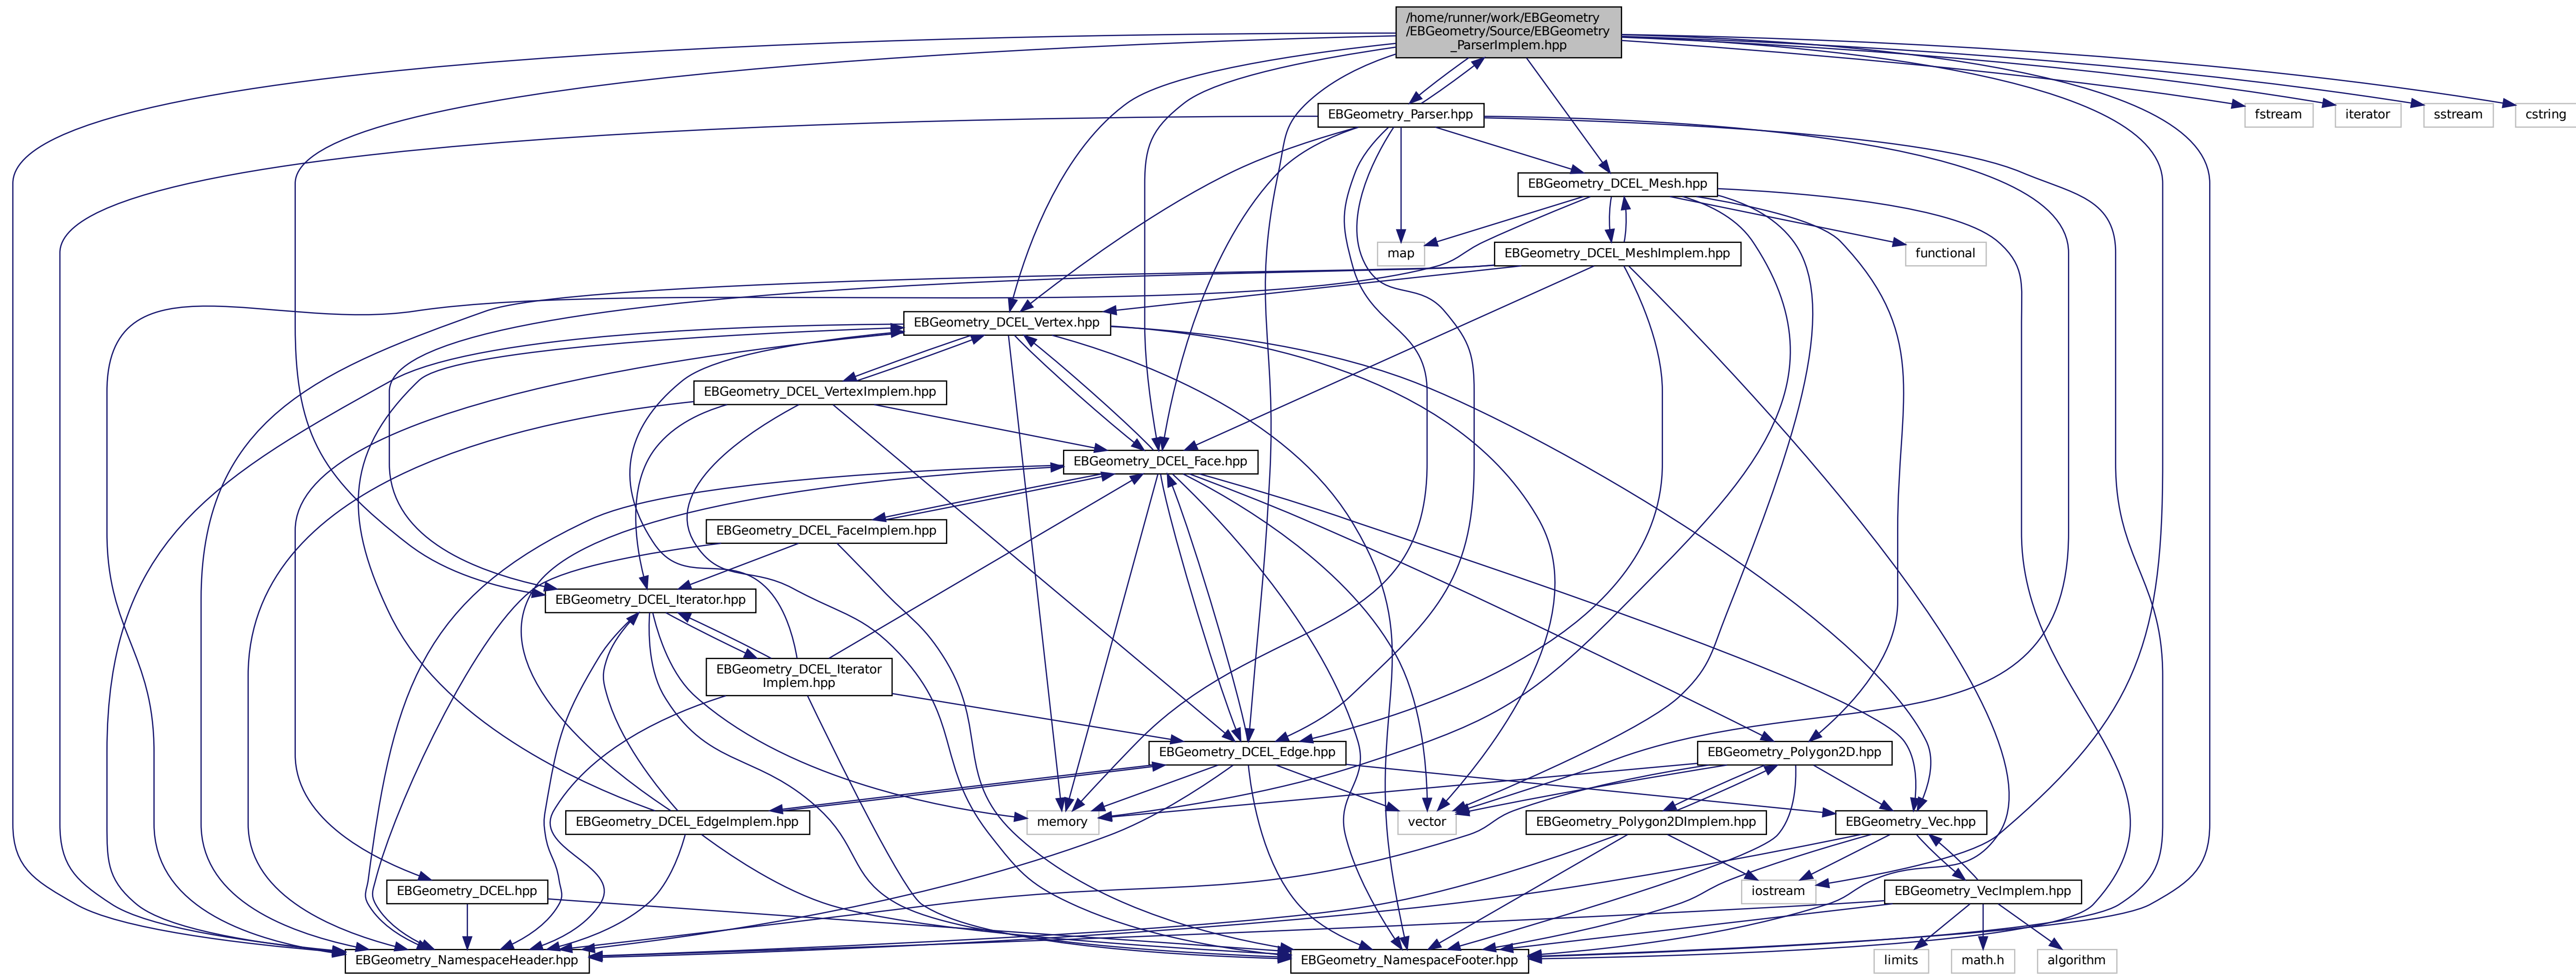 /home/runner/work/EBGeometry
/EBGeometry/Source/EBGeometry
_ParserImplem.hpp
EBGeometry_Parser.hpp
fstream
iterator
sstream
cstring
EBGeometry_DCEL_Mesh.hpp
map
EBGeometry_DCEL_MeshImplem.hpp
functional
EBGeometry_DCEL_Vertex.hpp
EBGeometry_DCEL_VertexImplem.hpp
EBGeometry_DCEL_Face.hpp
EBGeometry_DCEL_FaceImplem.hpp
EBGeometry_DCEL_Iterator.hpp
EBGeometry_DCEL_Iterator
Implem.hpp
EBGeometry_DCEL_Edge.hpp
EBGeometry_Polygon2D.hpp
EBGeometry_DCEL_EdgeImplem.hpp
memory
vector
EBGeometry_Polygon2DImplem.hpp
EBGeometry_Vec.hpp
EBGeometry_DCEL.hpp
iostream
EBGeometry_VecImplem.hpp
EBGeometry_NamespaceHeader.hpp
EBGeometry_NamespaceFooter.hpp
limits
math.h
algorithm